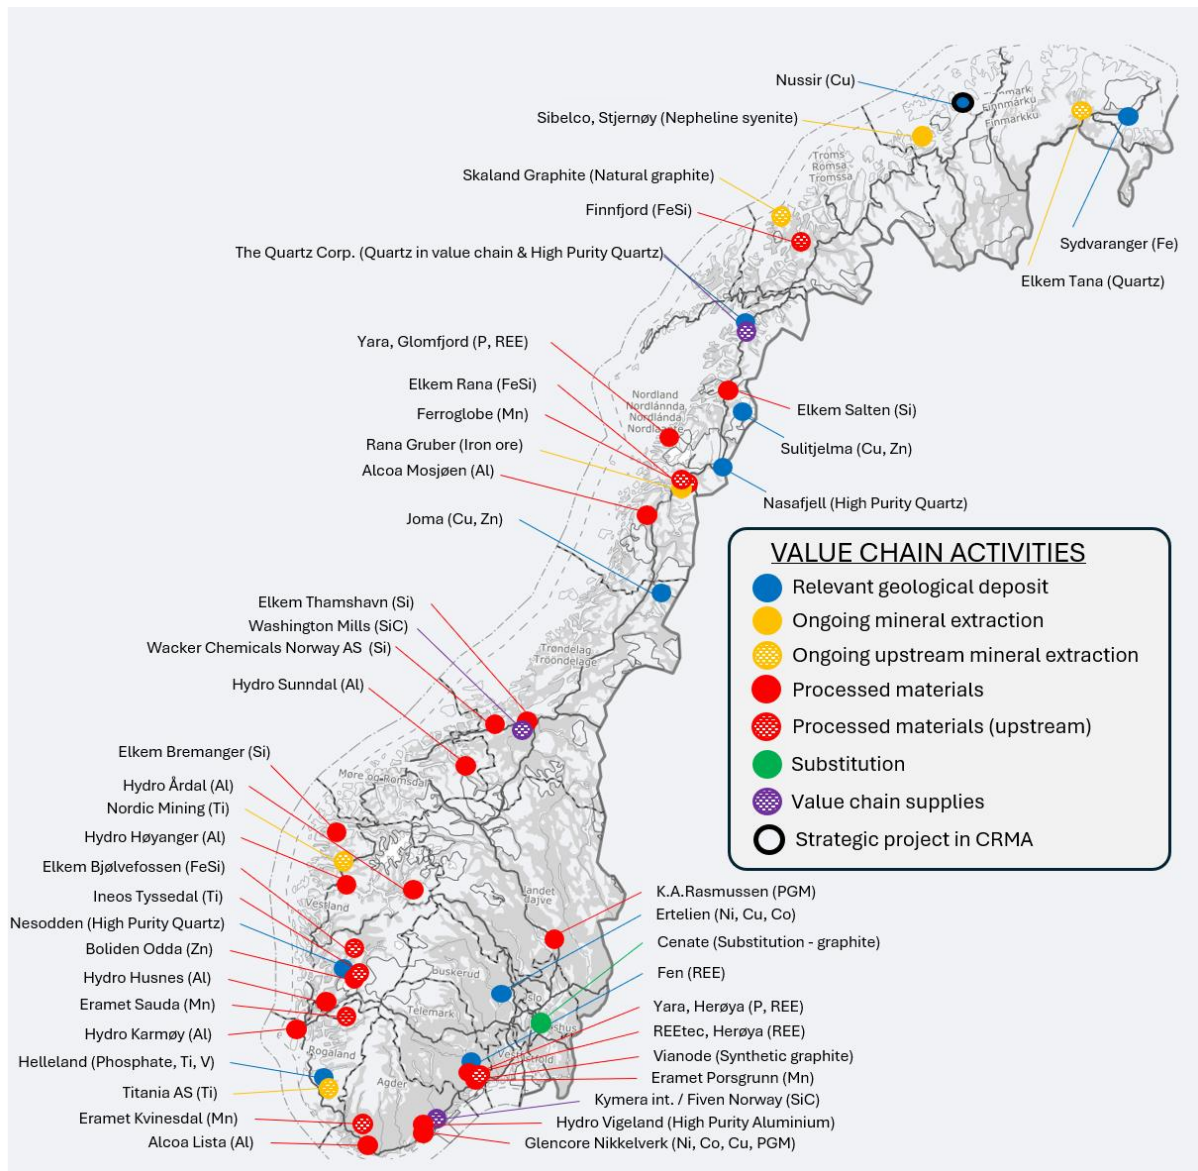 Nussir (Cu)
Sibelco, Stjernøy (Nepheline syenite)
Finnmárku
Finmarkku
Troms
Romsa
Tromssa
Skaland Graphite (Natural graphite)
Finnfjord (FeSi)
Sydvaranger (Fe)
The Quartz Corp. (Quartz in value chain & High Purity Quartz)
Elkem Tana (Quartz)
Yara, Glomfjord (P, REE)
Elkem Rana (FeSi)
Nordland
Nordlánnda
Nordlánda
Ferroglobe (Mn)
Elkem Salten (Si)
Rana Gruber (Iron ore)
Sulitjelma (Cu, Zn)
Alcoa Mosjøen (Al)
Nasafjell (High Purity Quartz)
Joma (Cu, Zn)
VALUE CHAIN ACTIVITIES
Relevant geological deposit
Ongoing mineral extraction
Ongoing upstream mineral extraction
Processed materials
Processed materials (upstream)
Substitution
Value chain supplies
Strategic project in CRMA
Elkem Thamshavn (Si)
Washington Mills (SiC)
Wacker Chemicals Norway AS (Si)
Trøndelag
Trööndelage
Hydro Sunndal (Al)
Elkem Bremanger (Si)
Møre og Romsdal
Hydro Årdal (Al)
Nordic Mining (Ti)
Hydro Høyanger (Al)
Elkem Bjølvefossen (FeSi)
Ineos Tyssedal (Ti)
Vestland
Nesodden (High Purity Quartz)
Boliden Odda (Zn)
Hydro Husnes (Al)
Eramet Sauda (Mn)
Hydro Karmøy (Al)
Helleland (Phosphate, Ti, V)
Titania AS (Ti)
Eramet Kvinesdal (Mn)
Alcoa Lista (Al)
Buskerud
Telemark
Rogaland
Agder
K.A.Rasmussen (PGM)
Ertelien (Ni, Cu, Co)
Cenate (Substitution - graphite)
Fen (REE)
Yara, Herøya (P, REE)
REEtec, Herøya (REE)
Vianode (Synthetic graphite)
Eramet Porsgrunn (Mn)
Kymera int. / Fiven Norway (SiC)
Hydro Vigeland (High Purity Aluminium)
Glencore Nikkelverk (Ni, Co, Cu, PGM)